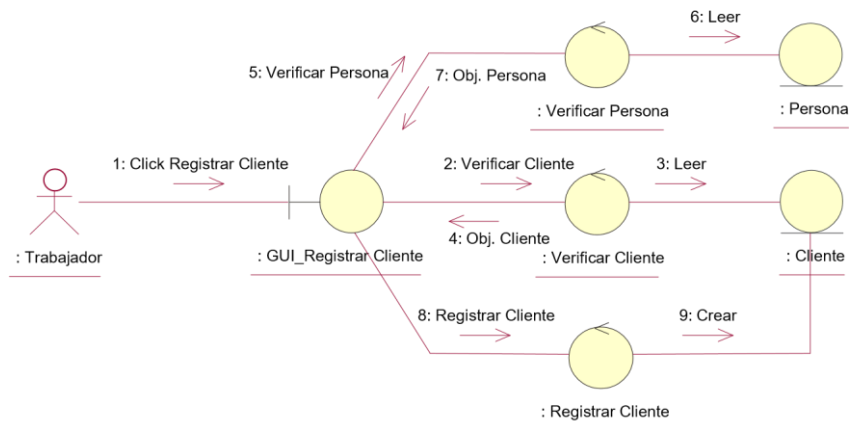 6: Leer
5: Verificar Persona
7: Obj. Persona
: Verificar Persona
: Persona
1: Click Registrar Cliente
2: Verificar Cliente
3: Leer
4: Obj. Cliente
: Trabajador
: GUI_Registrar Cliente
: Verificar Cliente
: Cliente
8: Registrar Cliente
9: Crear
: Registrar Cliente